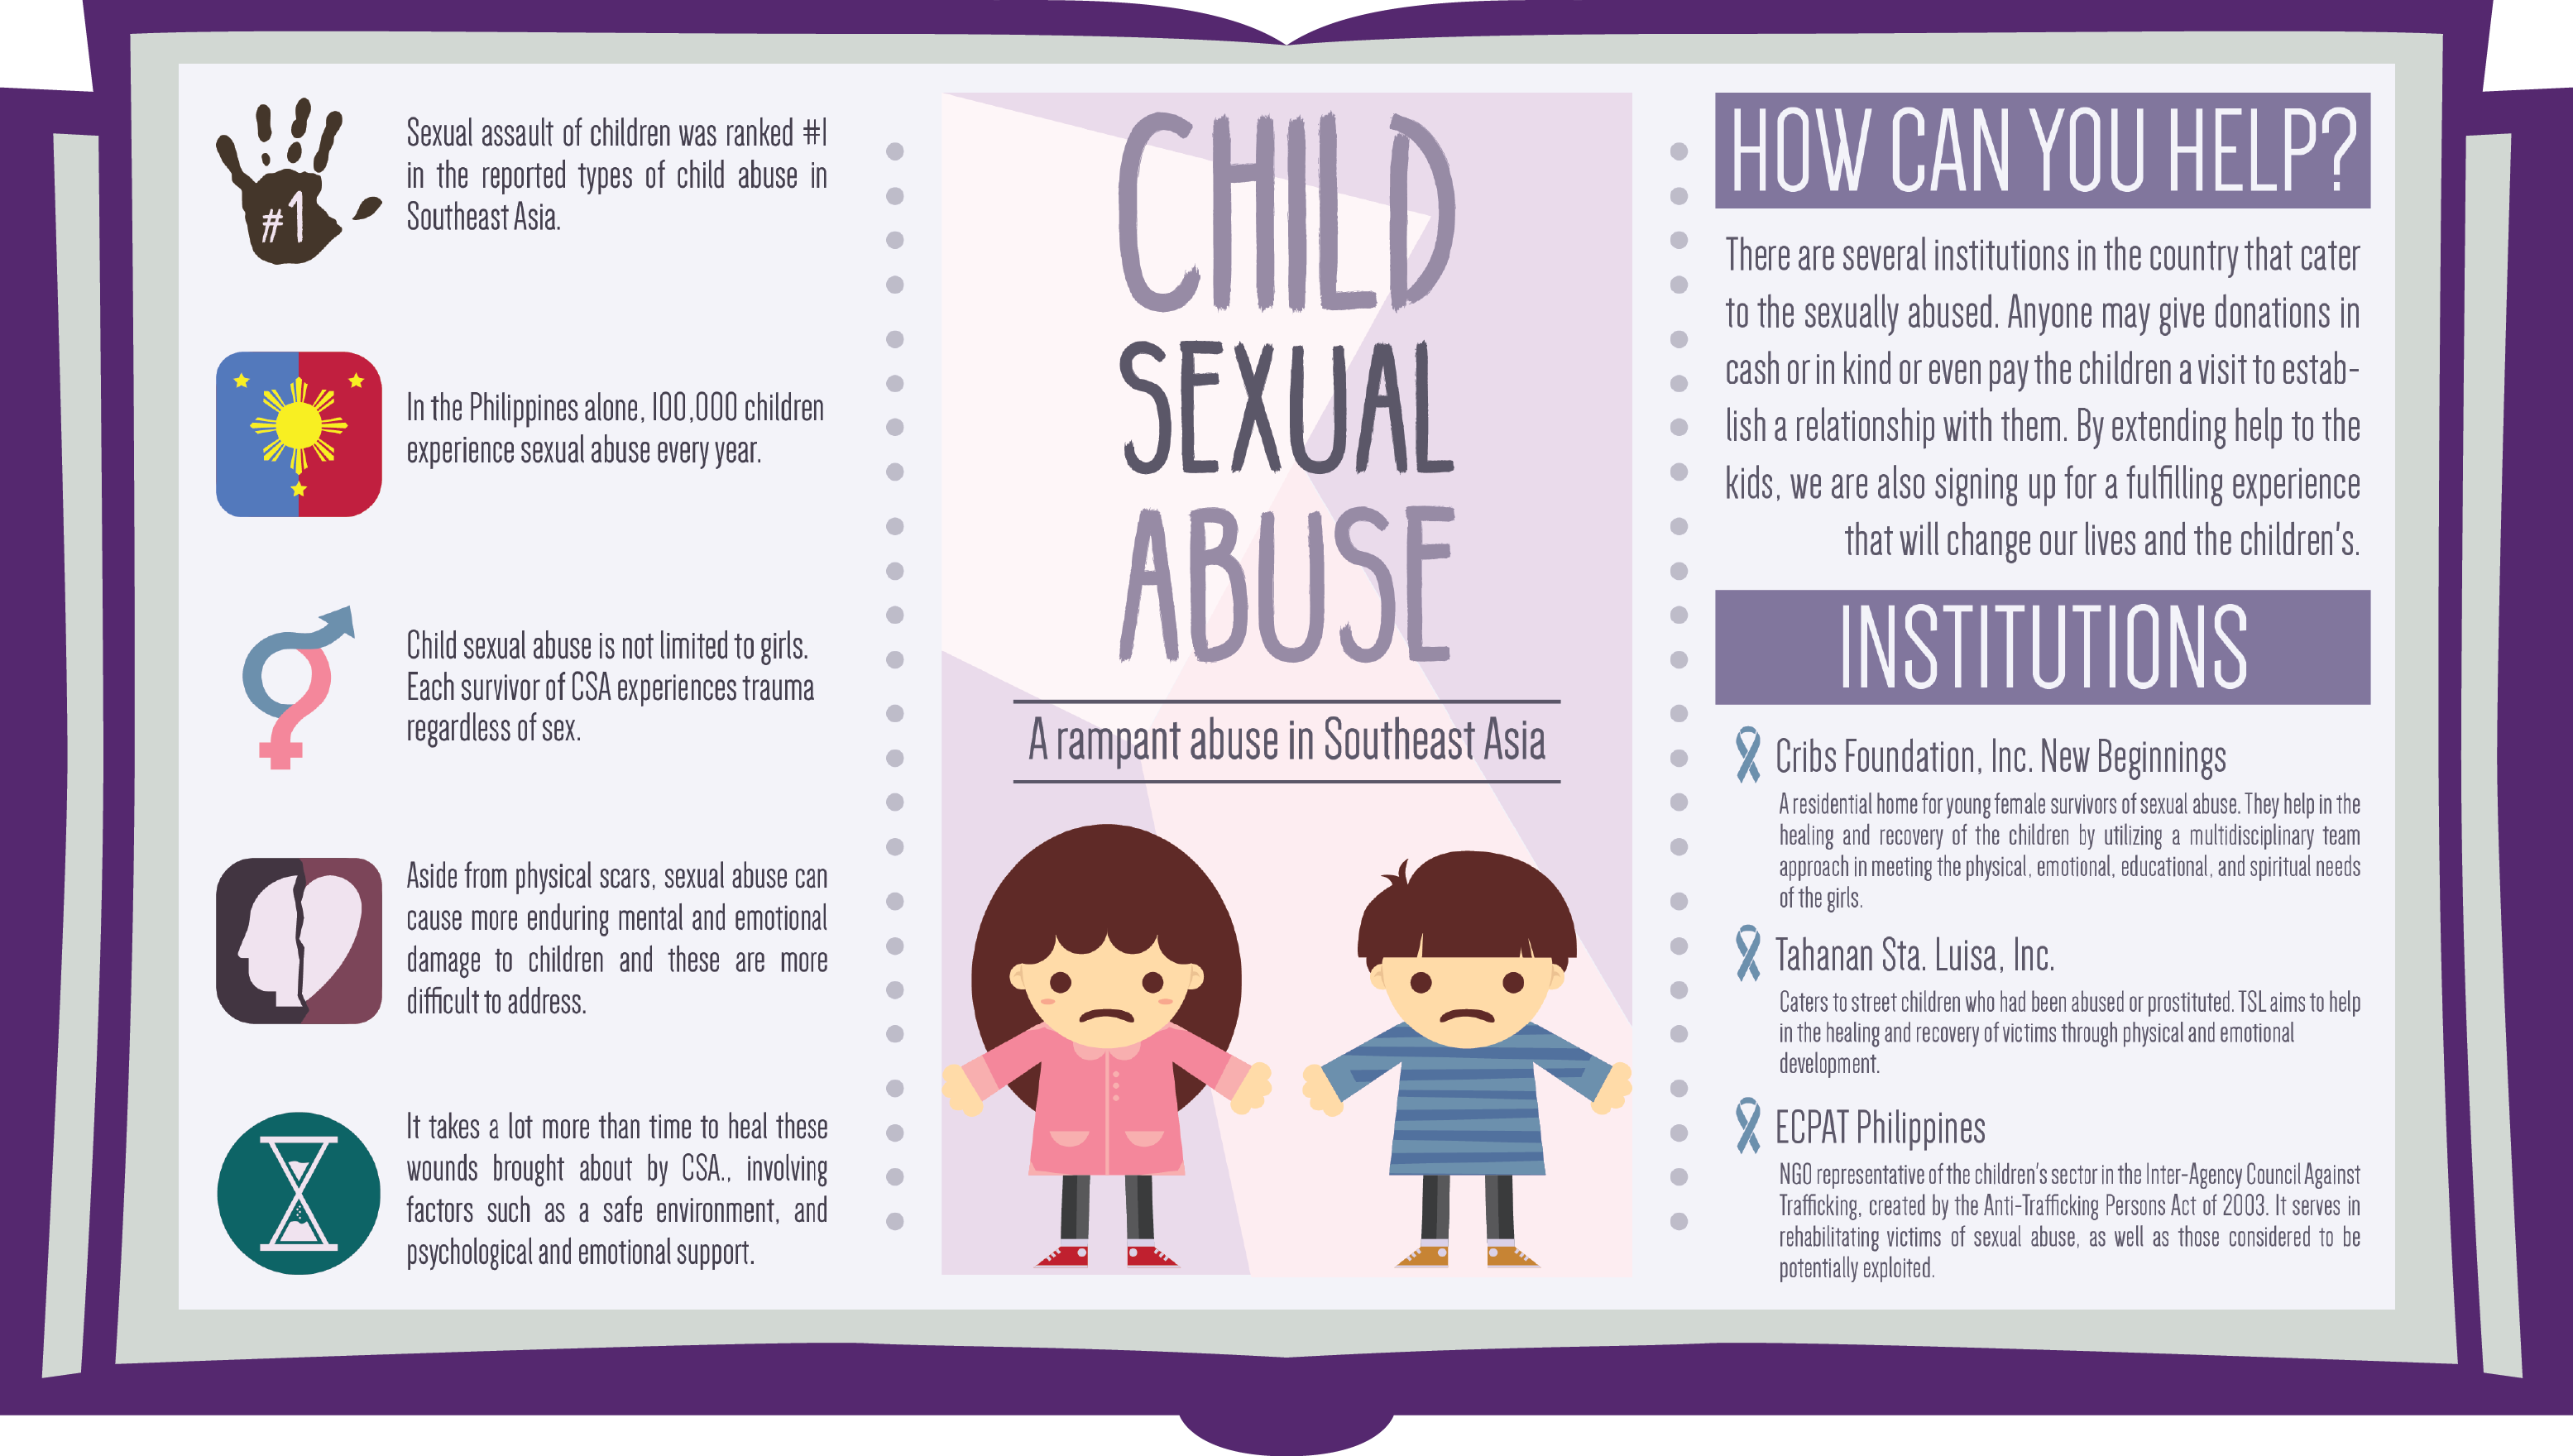 #1
Sexual assault of children was ranked #1
in the reported types of child abuse in
Southeast Asia.
In the Philippines alone, 100,000 children
experience sexual abuse every year.
Child sexual abuse is not limited to girls.
Each survivor of CSA experiences trauma
regardless of sex.
Aside from physical scars, sexual abuse can
cause more enduring mental and emotional
damage to children and these are more
difficult to address.
It takes a lot more than time to heal these
wounds brought about by CSA., involving
factors such as a safe environment, and
psychological and emotional support.
CHILD
SEXUAL
ABUSE
A rampant abuse in Southeast Asia
HOW CAN YOU HELP?
There are several institutions in the country that cater
to the sexually abused. Anyone may give donations in
cash or in kind or even pay the children a visit to estab-
lish a relationship with them. By extending help to the
kids, we are also signing up for a fulfilling experience
that will change our lives and the children's.
INSTITUTIONS
Cribs Foundation, Inc. New Beginnings
A residential home for young female survivors of sexual abuse. They help in the
healing and recovery of the children by utilizing a multidisciplinary team
approach in meeting the physical, emotional, educational, and spiritual needs
of the girls.
Tahanan Sta. Luisa, Inc.
Caters to street children who had been abused or prostituted. TSL aims to help
in the healing and recovery of victims through physical and emotional
development.
ECPAT Philippines
NGO representative of the children's sector in the Inter-Agency Council Against
Trafficking, created by the Anti-Trafficking Persons Act of 2003. It serves in
rehabilitating victims of sexual abuse, as well as those considered to be
potentially exploited.